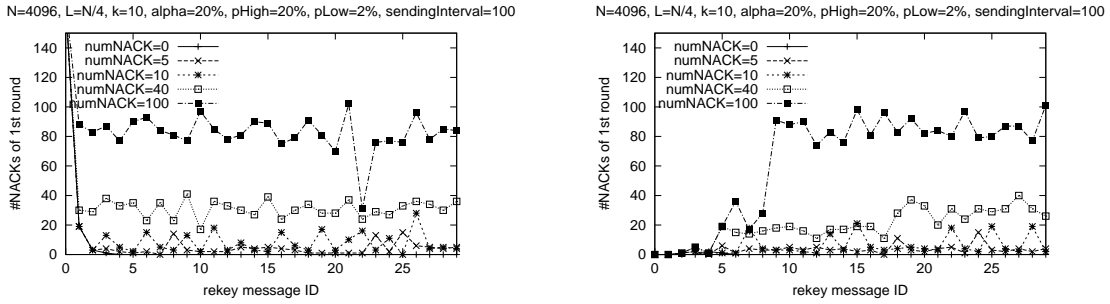 N=4096, L=N/4, k=10, alpha=20%, pHigh=20%, pLow=2%, sendingInterval=100
#NACKs of 1st round
numNACK=0
numNACK=5
numNACK=10
numNACK=40
numNACK=100
140
120
100
80
60
40
20
0
0 5 10 15 20 25
rekey message ID
N=4096, L=N/4, k=10, alpha=20%, pHigh=20%, pLow=2%, sendingInterval=100
#NACKs of 1st round
numNACK=0
numNACK=5
numNACK=10
numNACK=40
numNACK=100
140
120
100
80
60
40
20
0
0 5 10 15 20 25
rekey message ID